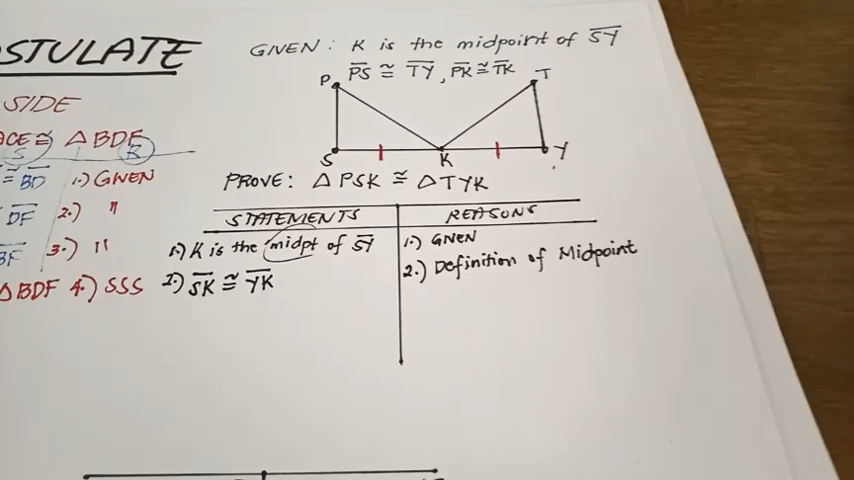 OSTULATE
GIVEN: K is the midpoint of SY
PS ≅ TY, PK ≅ TK
P T
S K Y
PROVE: △PSK ≅ △TYK
STATEMENTS REASONS
1.) K is the midpt of SY 1.) GIVEN
2.) SK ≅ YK 2.) Definition of Midpoint
SIDE
ACE ≅ △BDF
S R
≅ BD 1.) GIVEN
DF 2.) "
BF 3.) "
△BDF 4.) SSS